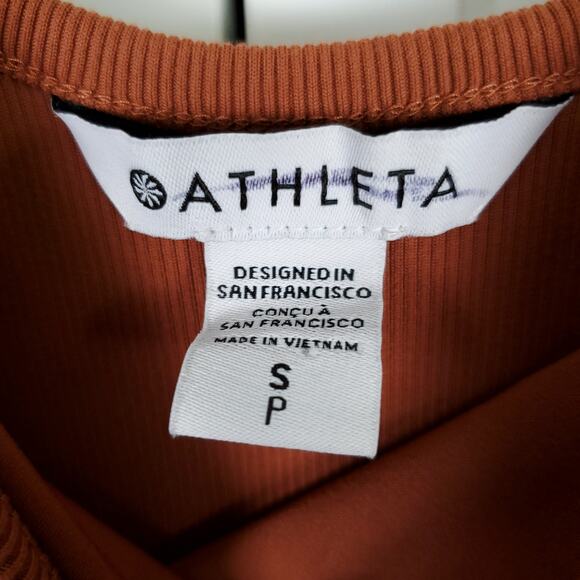 ATHLETA
DESIGNED IN
SAN FRANCISCO
CONÇU À
SAN FRANCISCO
MADE IN VIETNAM
S
P